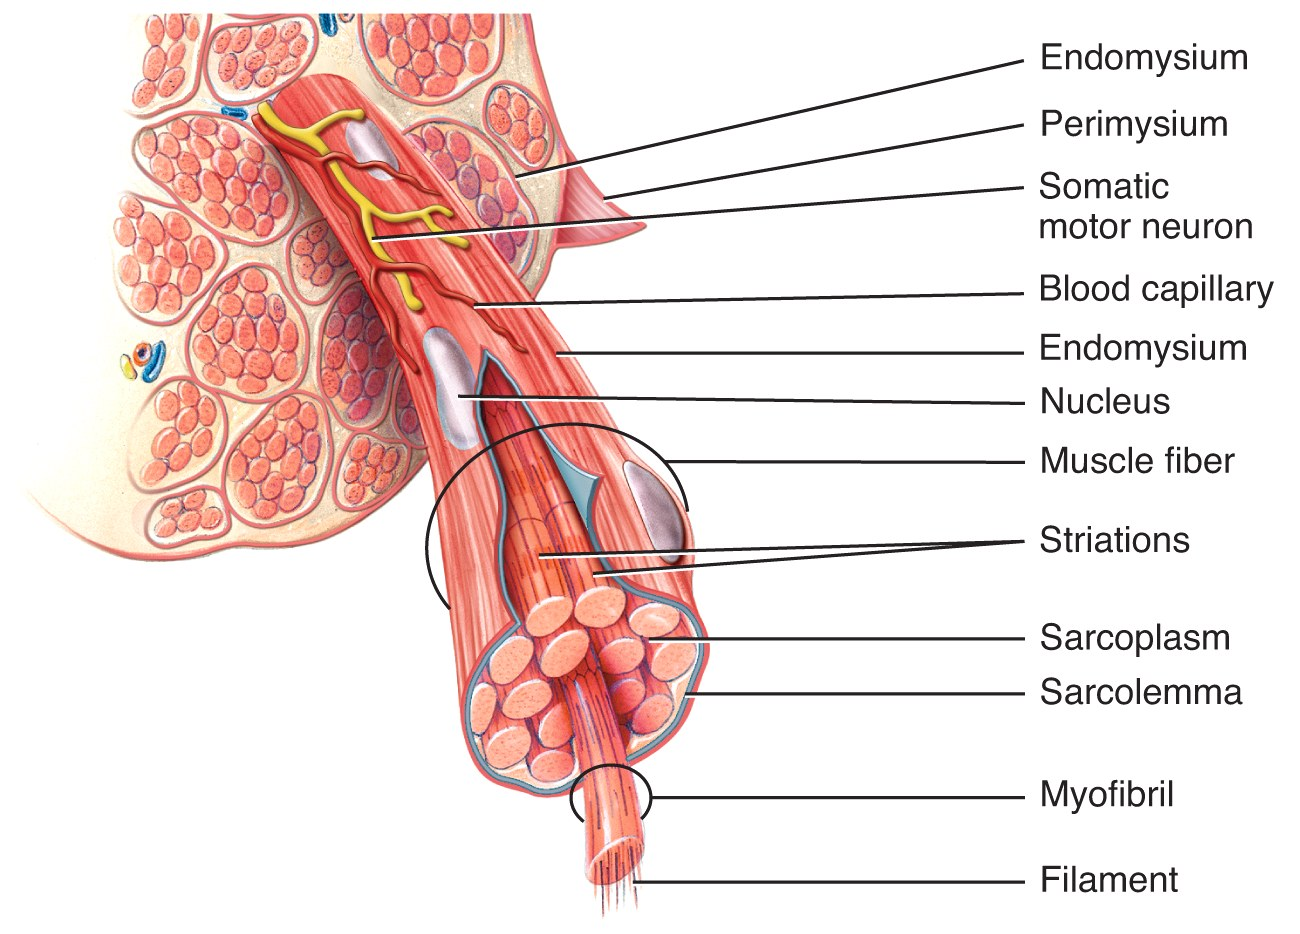 Endomysium
Perimysium
Somatic
motor neuron
Blood capillary
Endomysium
Nucleus
Muscle fiber
Striations
Sarcoplasm
Sarcolemma
Myofibril
Filament